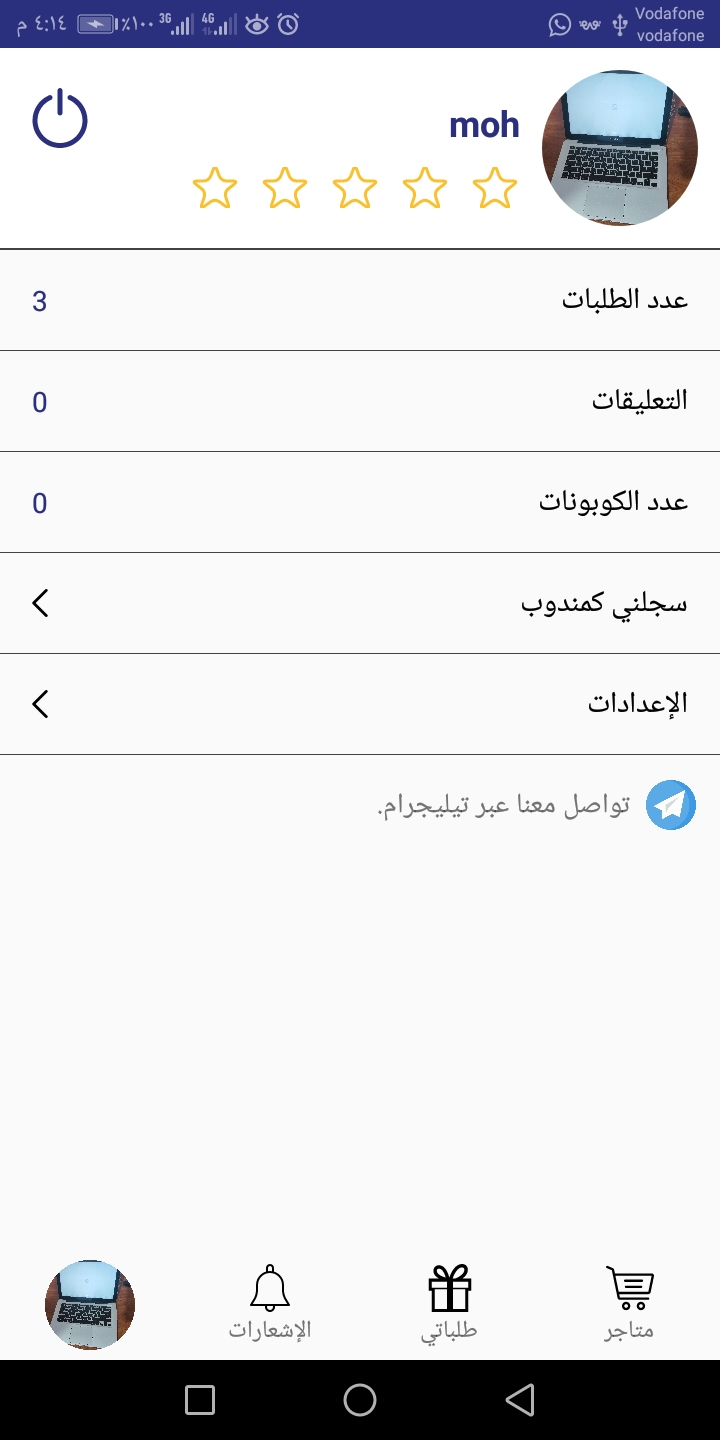 Vodafone
vodafone
3G
4G
٪١٠٠
٤:١٤ م
moh
عدد الطلبات
3
التعليقات
0
عدد الكوبونات
0
سجلني كمندوب
الإعدادات
تواصل معنا عبر تيليجرام.
متاجر
طلباتي
الإشعارات